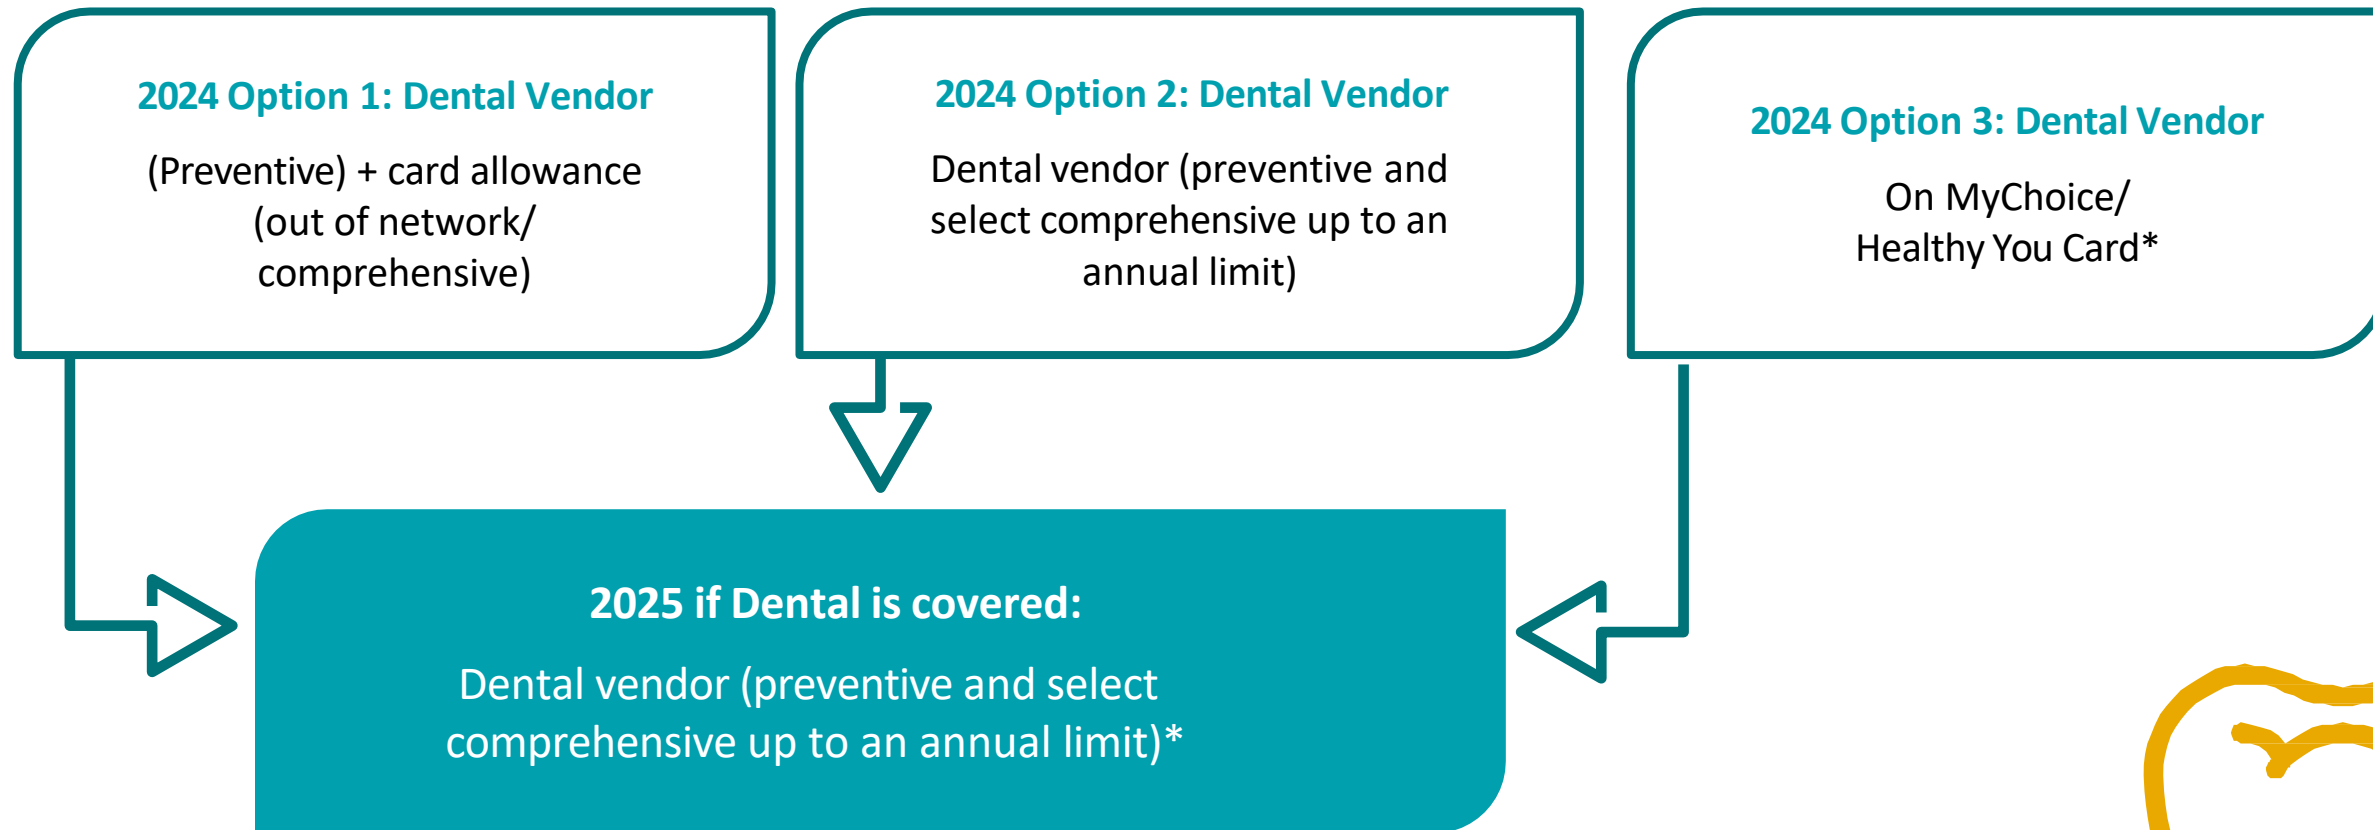 2024 Option 1: Dental Vendor
(Preventive) + card allowance
(out of network/
comprehensive)
2024 Option 2: Dental Vendor
Dental vendor (preventive and
select comprehensive up to an
annual limit)
2024 Option 3: Dental Vendor
On MyChoice/
Healthy You Card*
2025 if Dental is covered:
Dental vendor (preventive and select
comprehensive up to an annual limit)*